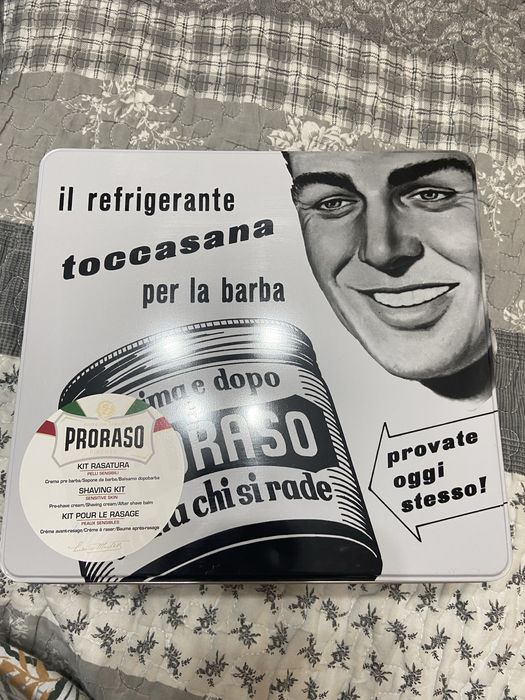 il refrigerante
toccasana
per la barba
e dopo
chi si rade
provate
oggi
stesso!
PRORASO
KIT RASATURA
PELLI SENSIBILI
Crema pre barba/Sapone da barba/Balsamo dopobarba
SHAVING KIT
SENSITIVE SKIN
Pre-shave cream/Shaving cream/After shave balm
KIT POUR LE RASAGE
PEAUX SENSIBLES
Crème avant-rasage/Crème à raser/Baume après-rasage